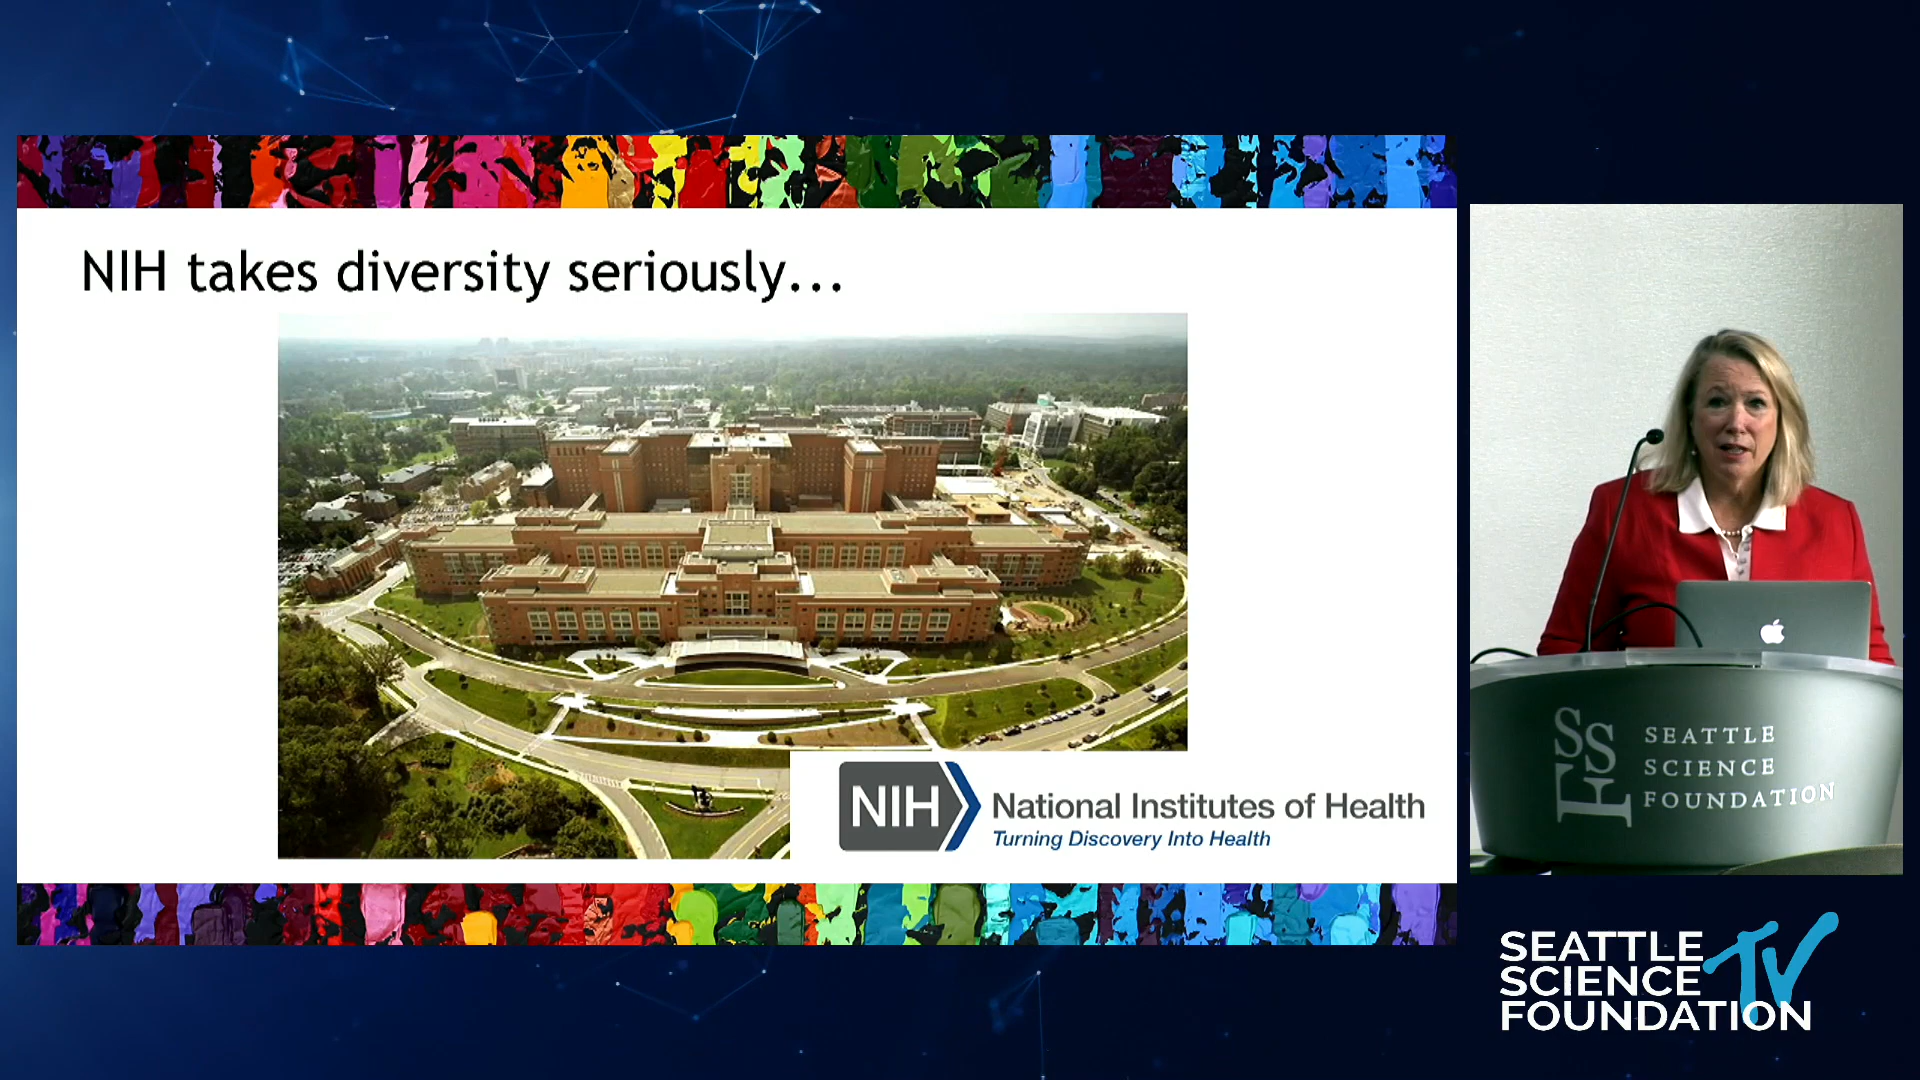 NIH takes diversity seriously...
NIH
National Institutes of Health
Turning Discovery Into Health
SSF
SEATTLE
SCIENCE
FOUNDATION
SEATTLE
SCIENCE
FOUNDATION
TV